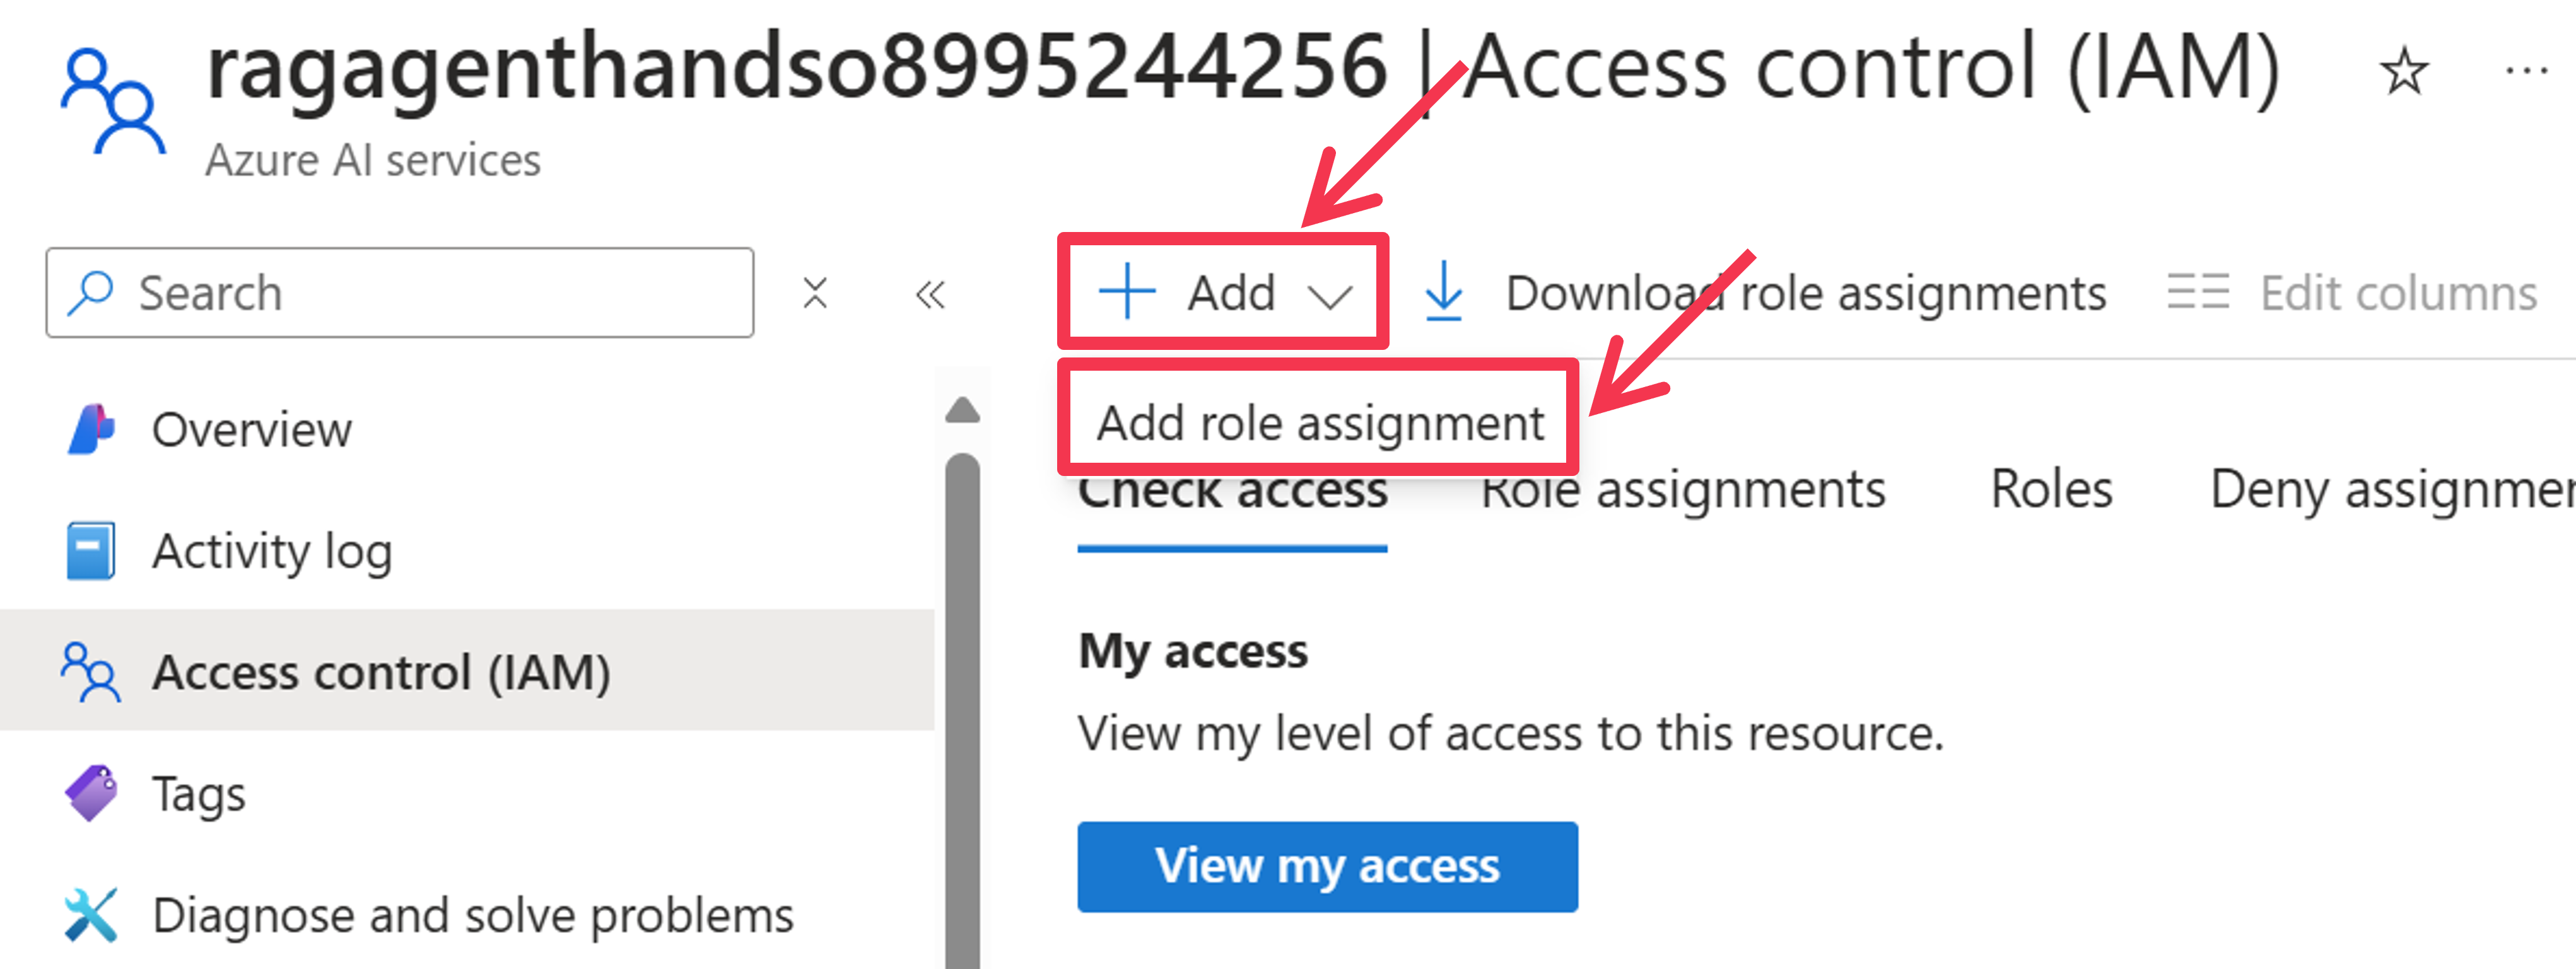 ragagenthandso8995244256 | Access control (IAM)
Azure AI services
Search
Add
Download role assignments
Edit columns
Add role assignment
Overview
Check access
Role assignments
Roles
Deny assignmen
Activity log
Access control (IAM)
My access
View my level of access to this resource.
Tags
View my access
Diagnose and solve problems